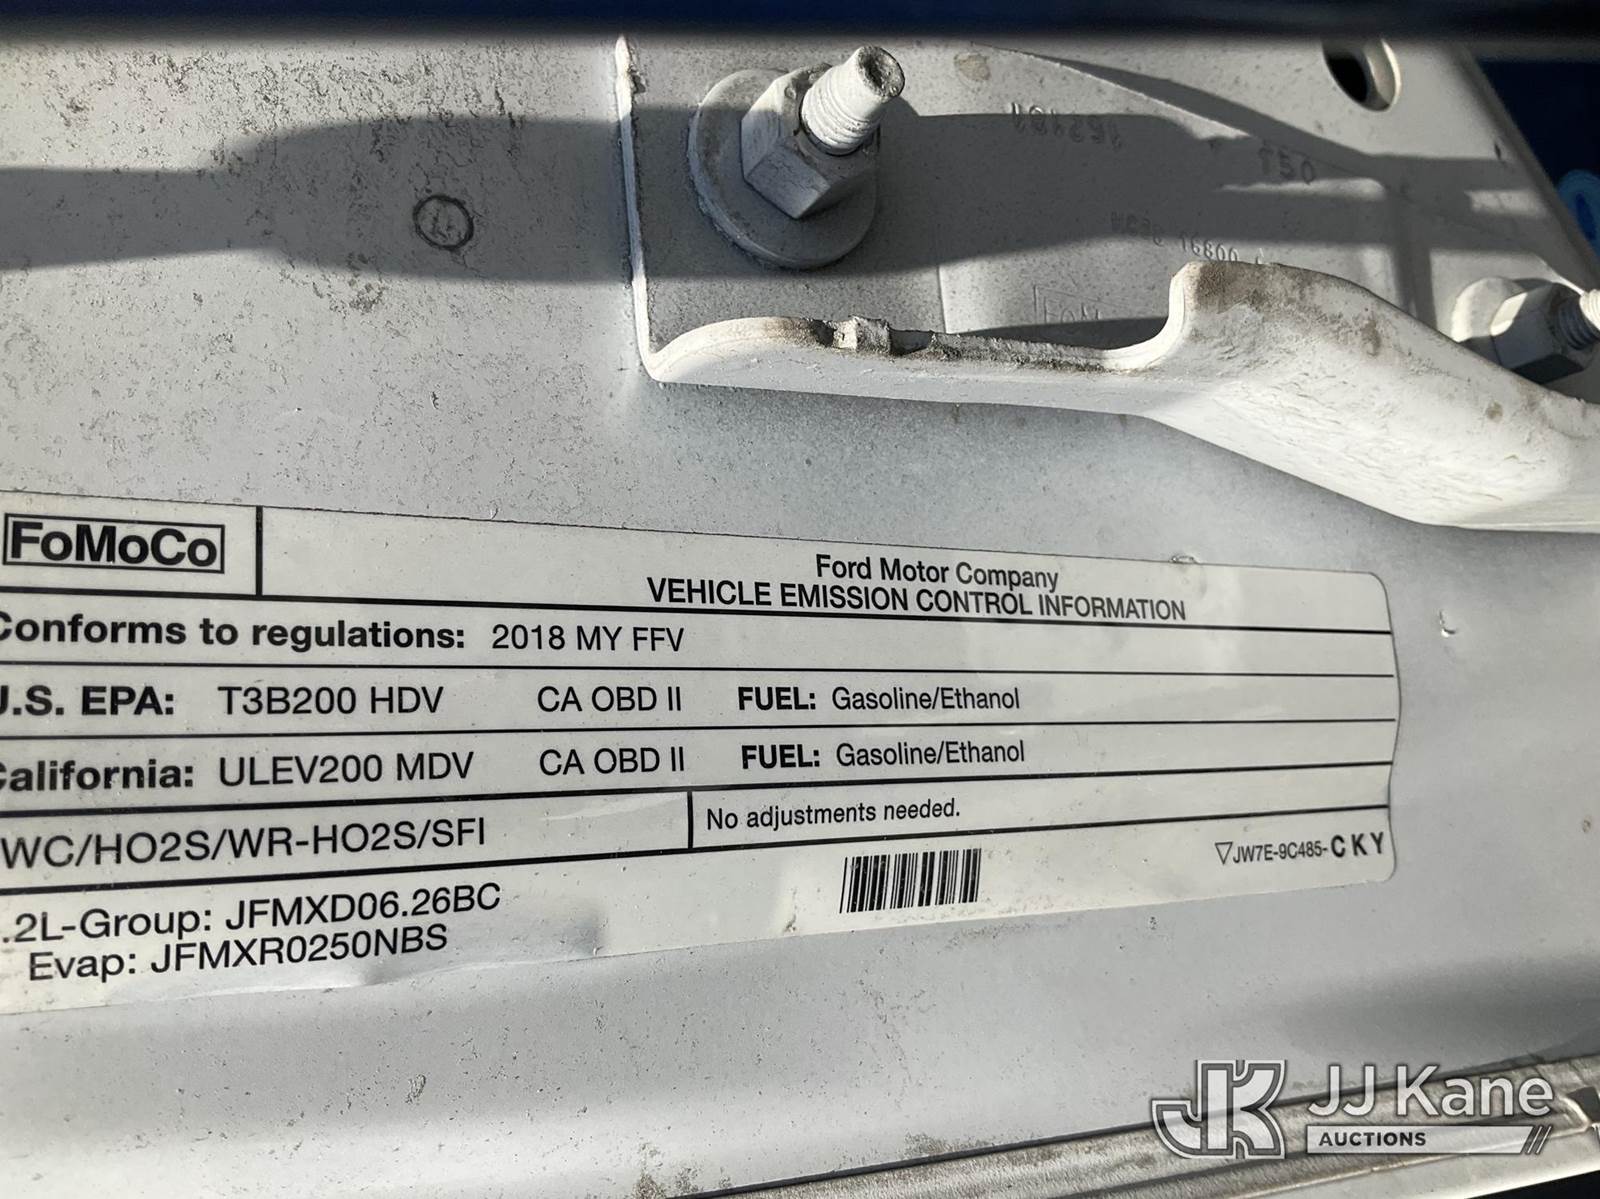 T50
FoMoCo
Ford Motor Company
VEHICLE EMISSION CONTROL INFORMATION
Conforms to regulations: 2018 MY FFV
U.S. EPA: T3B200 HDV CA OBD II FUEL: Gasoline/Ethanol
California: ULEV200 MDV CA OBD II FUEL: Gasoline/Ethanol
WC/HO2S/WR-HO2S/SFI
No adjustments needed.
▽JW7E-9C485-CKY
.2L-Group: JFMXD06.26BC
Evap: JFMXR0250NBS
JK JJ Kane
AUCTIONS